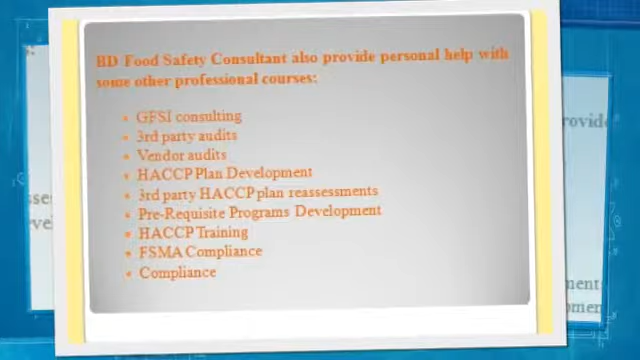 BD Food Safety Consultant also provide personal help with
some other professional courses:
GFSI consulting
3rd party audits
Vendor audits
HACCP Plan Development
3rd party HACCP plan reassessments
Pre-Requisite Programs Development
HACCP Training
FSMA Compliance
Compliance